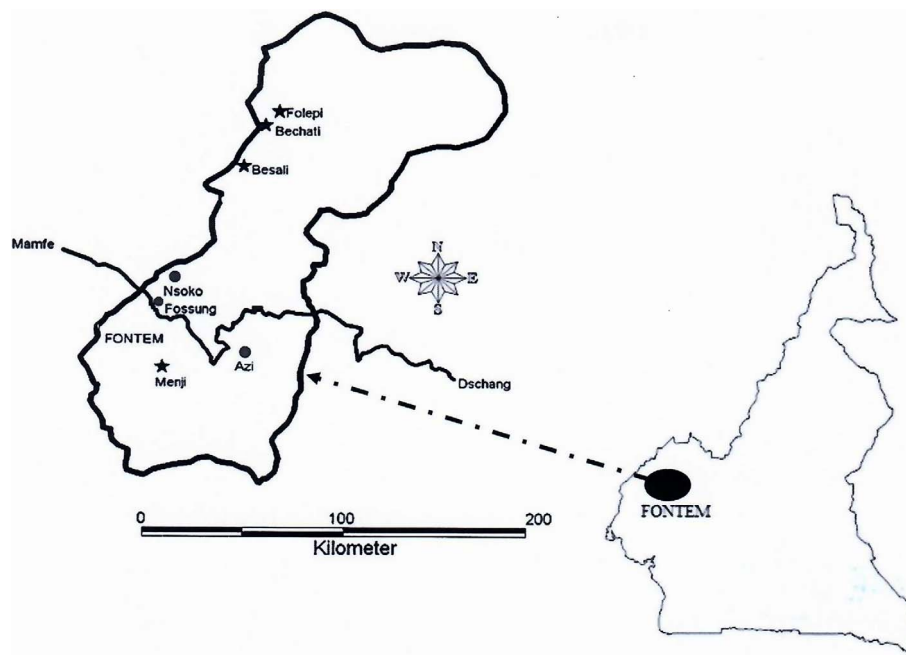 Folepi
Bechati
Besali
Mamfe
N
W E
S
Nsoko
Fossung
FONTEM
Azi
Menji
Dschang
FONTEM
0 100 200
Kilometer